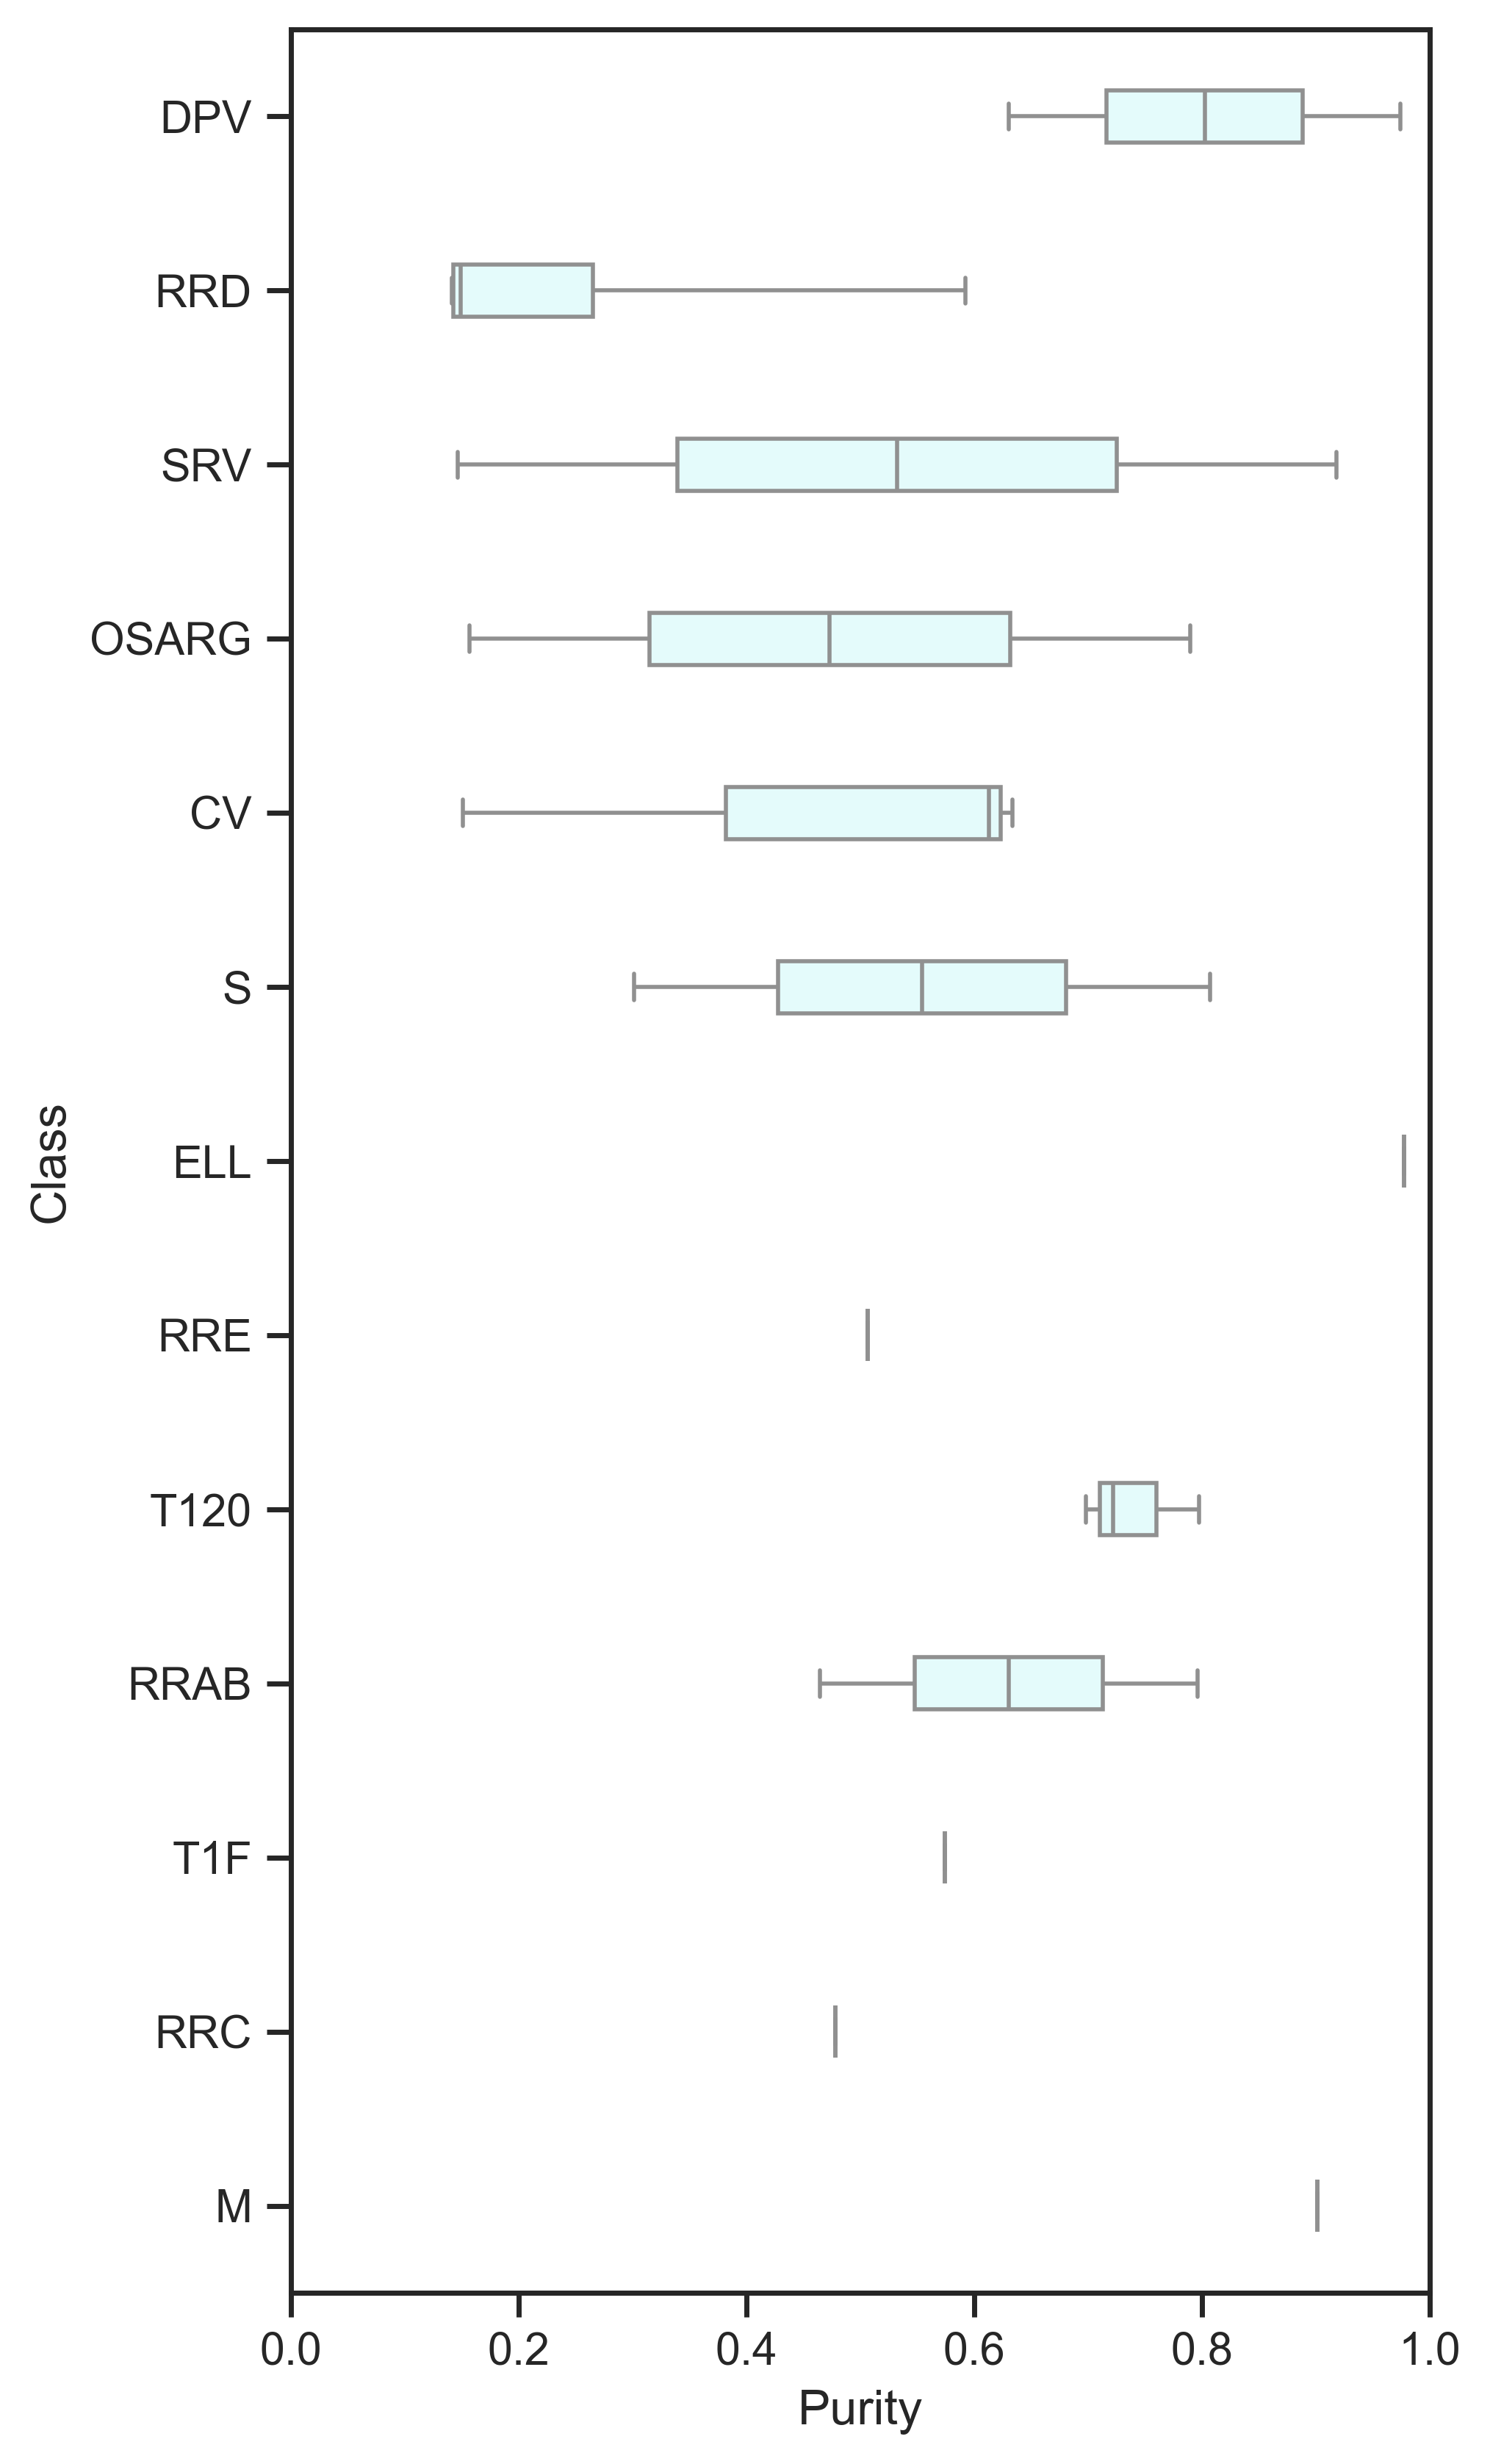 DPV
RRD
SRV
OSARG
CV
S
ELL
RRE
T120
RRAB
T1F
RRC
M
Class
0.0 0.2 0.4 0.6 0.8 1.0
Purity